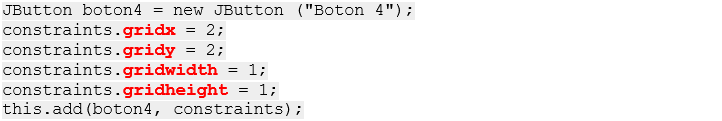 JButton boton4 = new JButton ("Boton 4");
constraints.gridx = 2;
constraints.gridy = 2;
constraints.gridwidth = 1;
constraints.gridheight = 1;
this.add(boton4, constraints);